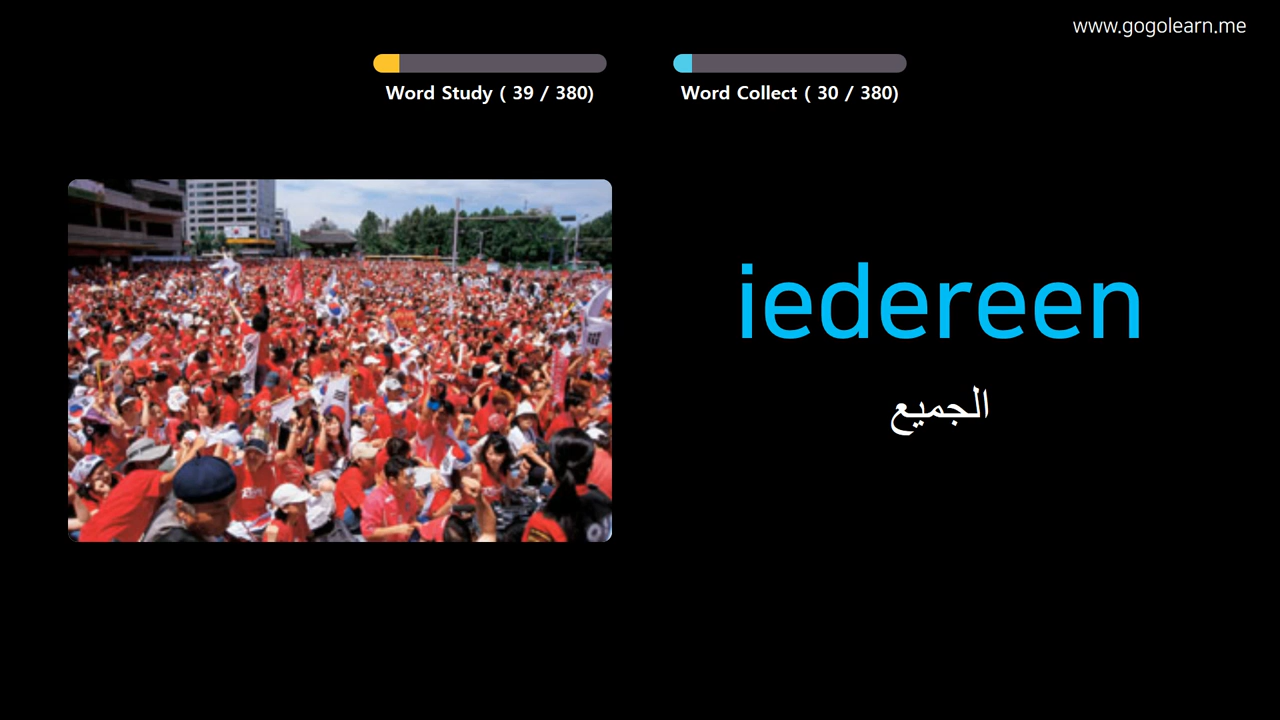 www.gogolearn.me
Word Study ( 39 / 380)
Word Collect ( 30 / 380)
iedereen
الجميع